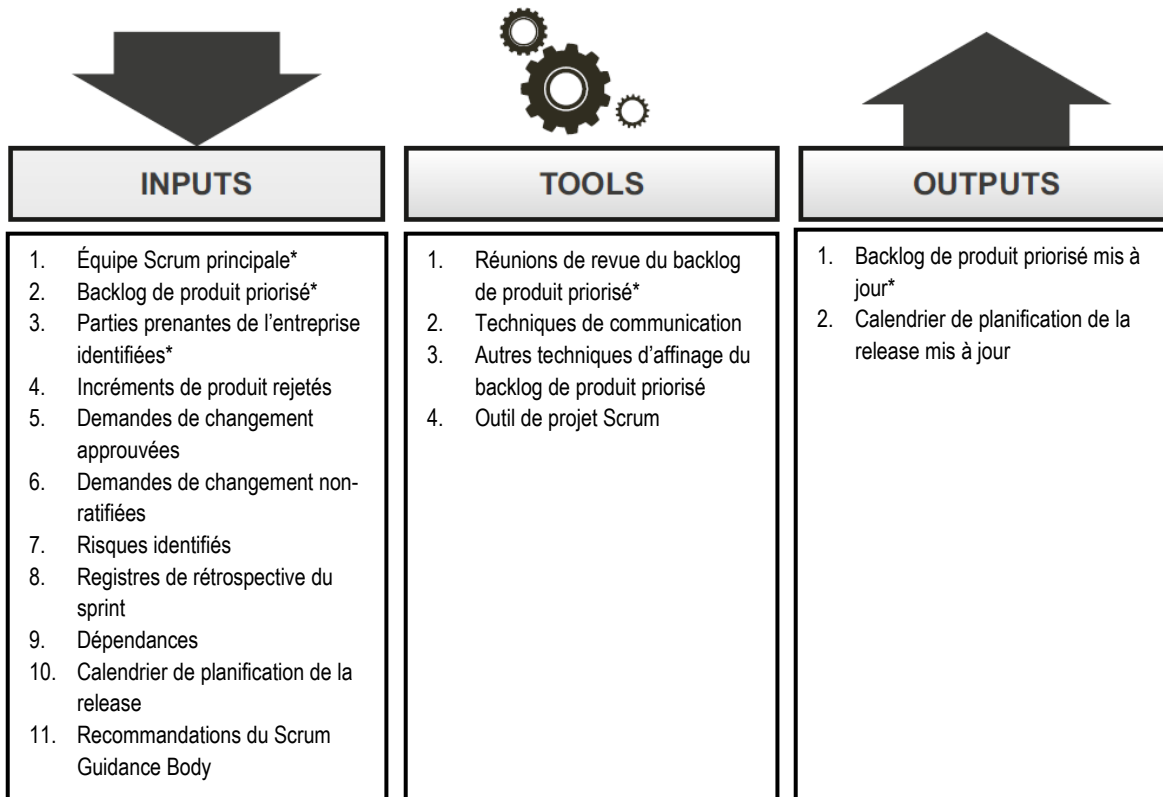 INPUTS
1. Équipe Scrum principale*
2. Backlog de produit priorisé*
3. Parties prenantes de l’entreprise
identifiées*
4. Incréments de produit rejetés
5. Demandes de changement
approuvées
6. Demandes de changement non-
ratifiées
7. Risques identifiés
8. Registres de rétrospective du
sprint
9. Dépendances
10. Calendrier de planification de la
release
11. Recommandations du Scrum
Guidance Body
TOOLS
1. Réunions de revue du backlog
de produit priorisé*
2. Techniques de communication
3. Autres techniques d’affinage du
backlog de produit priorisé
4. Outil de projet Scrum
OUTPUTS
1. Backlog de produit priorisé mis à
jour*
2. Calendrier de planification de la
release mis à jour